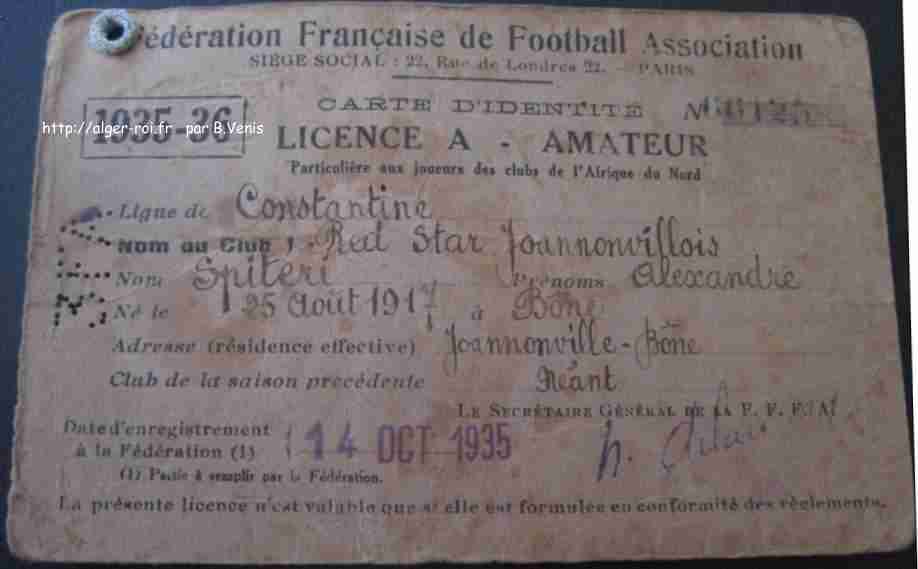 Fédération Française de Football Association
SIÈGE SOCIAL : 22, Rue de Londres 22. — PARIS
1935-36
CARTE D'IDENTITÉ N°
http://alger-roi.fr par B.Venis
LICENCE A - AMATEUR
Particulière aux joueurs des clubs de l'Afrique du Nord
Ligue de Constantine
Nom du Club Red Star Joannonvillois
Nom Spiteri Prénoms Alexandre
Né le 25 Août 1917 à Bône
Adresse (résidence effective) Joannonville-Bône
Club de la saison précédente Néant
LE SECRÉTAIRE GÉNÉRAL DE LA F. F. F. A.
Date d'enregistrement
à la Fédération (1) 14 OCT 1935
(1) Partie à remplir par la Fédération.
La présente licence n'est valable que si elle est formulée en conformité des règlements.